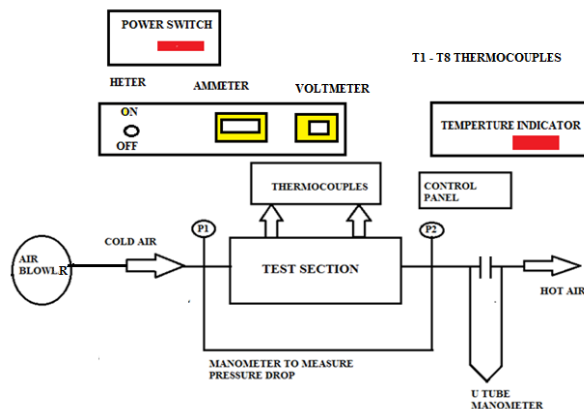 POWER SWITCH
T1 - T8 THERMOCOUPLES
HETER
AMMETER
VOLTMETER
ON
OFF
TEMPERTURE INDICATOR
THERMOCOUPLES
CONTROL
PANEL
P1
P2
COLD AIR
AIR
BLOWLR
TEST SECTION
HOT AIR
MANOMETER TO MEASURE
PRESSURE DROP
U TUBE
MANOMETER